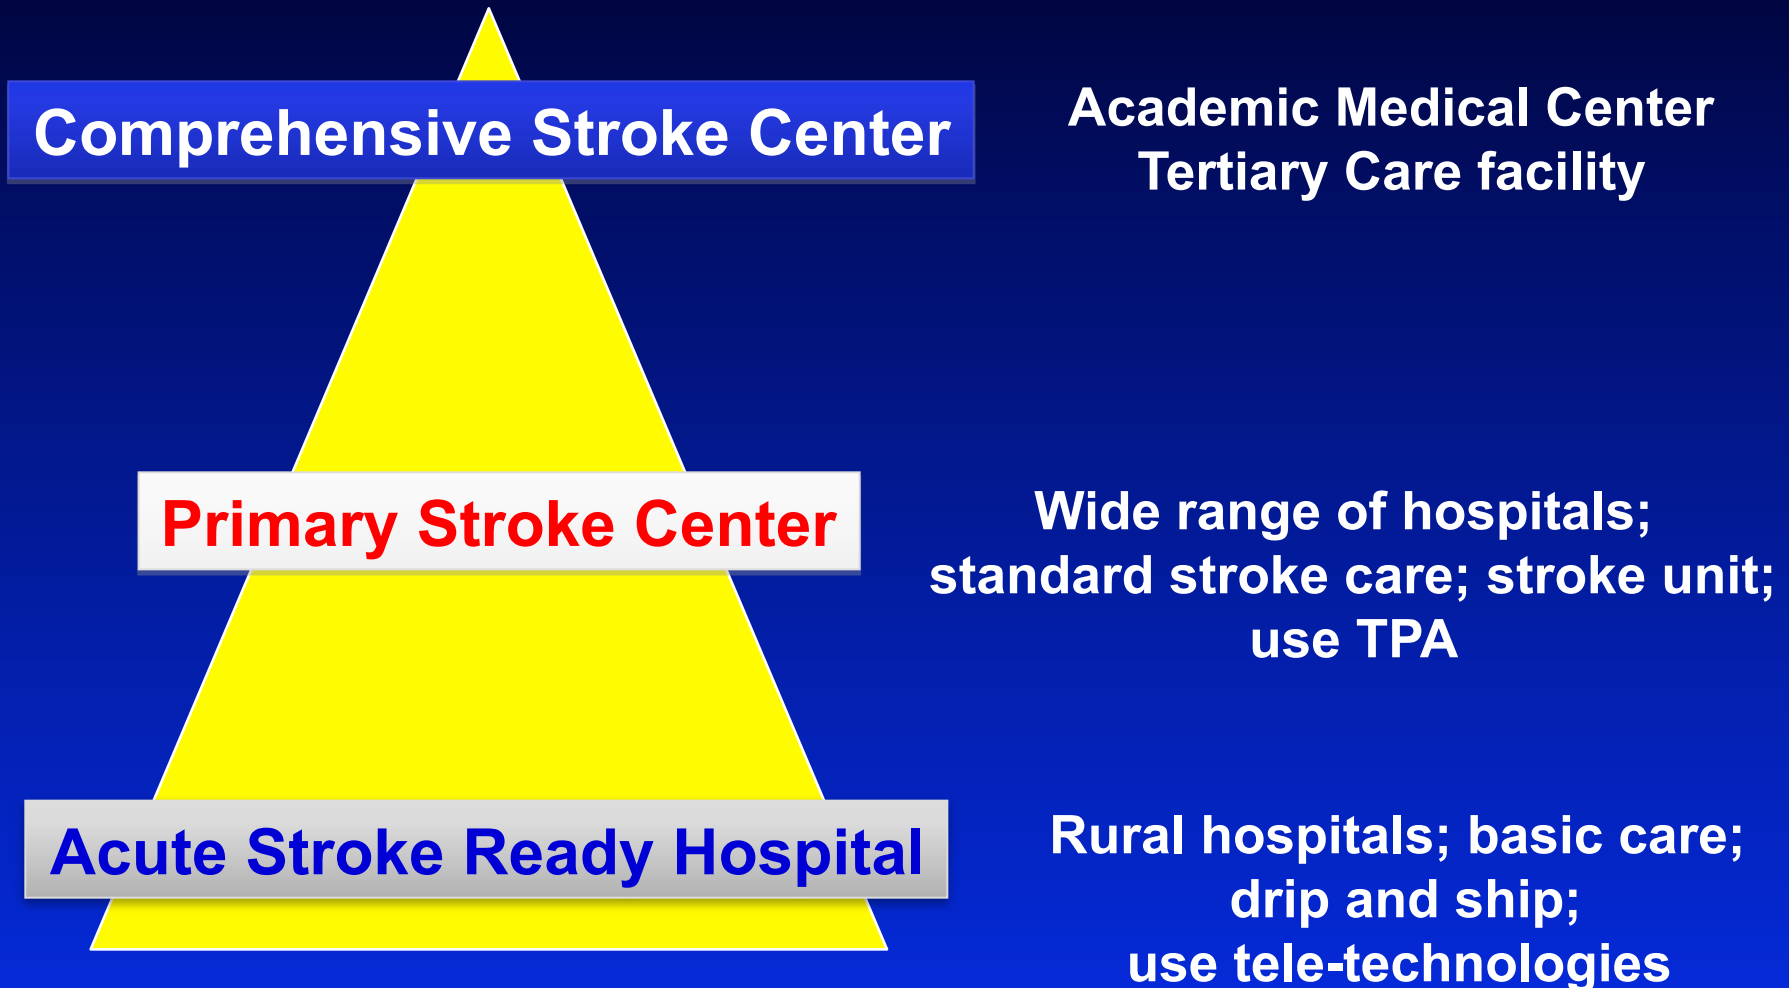 Comprehensive Stroke Center
Academic Medical Center
Tertiary Care facility
Primary Stroke Center
Wide range of hospitals;
standard stroke care; stroke unit;
use TPA
Acute Stroke Ready Hospital
Rural hospitals; basic care;
drip and ship;
use tele-technologies